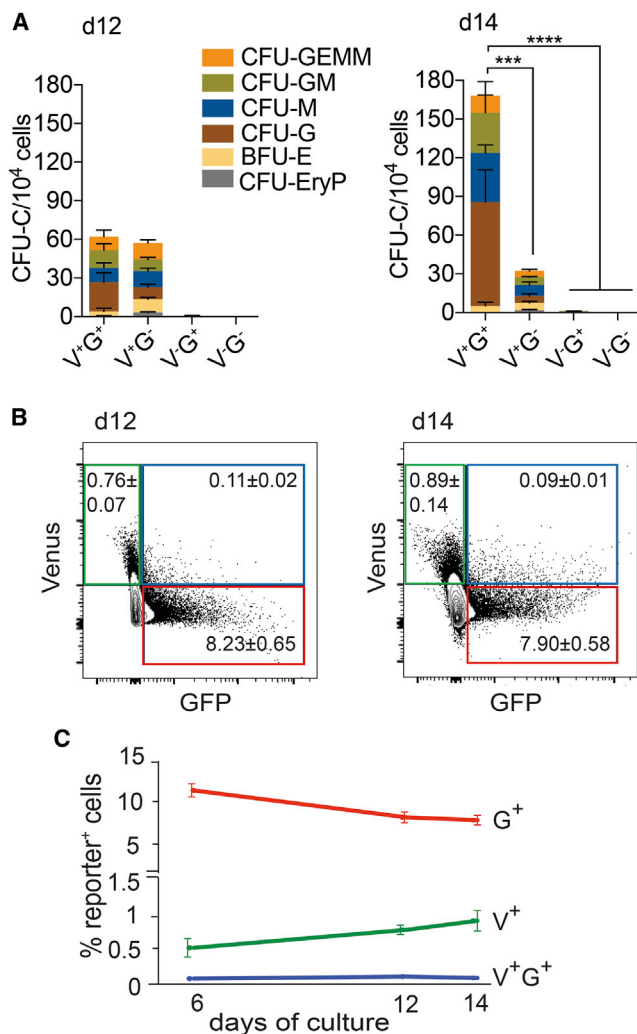 A
d12
d14
CFU-GEMM
CFU-GM
CFU-M
CFU-G
BFU-E
CFU-EryP
CFU-C/10⁴ cells
180
150
120
90
60
30
0
V⁺G⁺
V⁺G⁻
V⁻G⁺
V⁻G⁻
CFU-C/10⁴ cells
180
150
120
90
60
30
0
***
****
V⁺G⁺
V⁺G⁻
V⁻G⁺
V⁻G⁻
B
d12
Venus
0.76±
0.07
0.11±0.02
8.23±0.65
GFP
d14
Venus
0.89±
0.14
0.09±0.01
7.90±0.58
GFP
C
% reporter⁺ cells
15
10
5
1.5
1
0.5
0
G⁺
V⁺
V⁺G⁺
6
12
14
days of culture